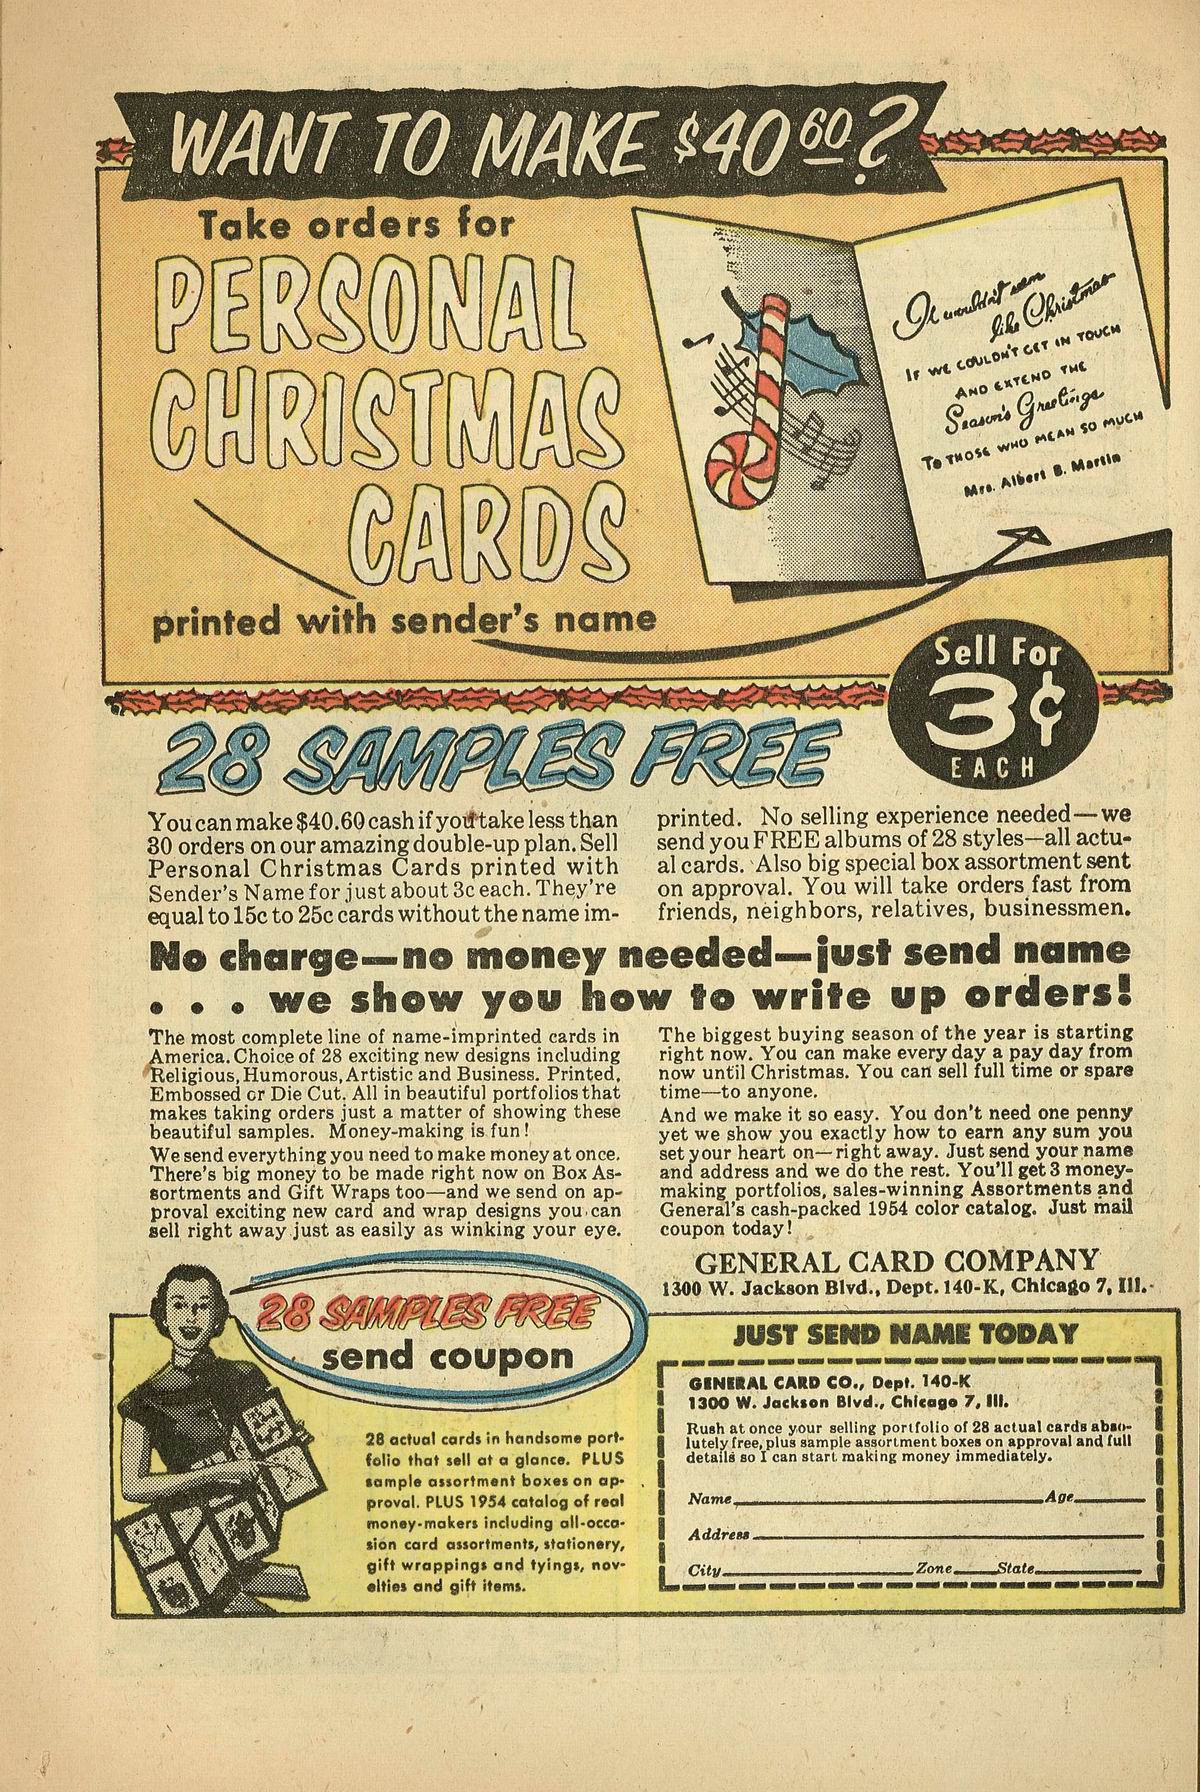 WANT TO MAKE $40 60?
Take orders for
PERSONAL
CHRISTMAS
CARDS
printed with sender's name
It wouldn't seem
like Christmas
IF WE COULDN'T GET IN TOUCH
AND EXTEND THE
Season's Greetings
TO THOSE WHO MEAN SO MUCH
Mrs. Albert B. Martin
Sell For
3¢
EACH
28 SAMPLES FREE
You can make $40.60 cash if you take less than
30 orders on our amazing double-up plan. Sell
Personal Christmas Cards printed with
Sender's Name for just about 3c each. They're
equal to 15c to 25c cards without the name im-
printed. No selling experience needed—we
send you FREE albums of 28 styles—all actu-
al cards. Also big special box assortment sent
on approval. You will take orders fast from
friends, neighbors, relatives, businessmen.
No charge—no money needed—just send name
. . . we show you how to write up orders!
The most complete line of name-imprinted cards in
America. Choice of 28 exciting new designs including
Religious, Humorous, Artistic and Business. Printed,
Embossed or Die Cut. All in beautiful portfolios that
makes taking orders just a matter of showing these
beautiful samples. Money-making is fun!
We send everything you need to make money at once.
There's big money to be made right now on Box As-
sortments and Gift Wraps too—and we send on ap-
proval exciting new card and wrap designs you can
sell right away just as easily as winking your eye.
The biggest buying season of the year is starting
right now. You can make every day a pay day from
now until Christmas. You can sell full time or spare
time—to anyone.
And we make it so easy. You don't need one penny
yet we show you exactly how to earn any sum you
set your heart on—right away. Just send your name
and address and we do the rest. You'll get 3 money-
making portfolios, sales-winning Assortments and
General's cash-packed 1954 color catalog. Just mail
coupon today!
GENERAL CARD COMPANY
1300 W. Jackson Blvd., Dept. 140-K, Chicago 7, Ill.
28 SAMPLES FREE
send coupon
28 actual cards in handsome port-
folio that sell at a glance. PLUS
sample assortment boxes on ap-
proval. PLUS 1954 catalog of real
money-makers including all-occa-
sion card assortments, stationery,
gift wrappings and tyings, nov-
elties and gift items.
JUST SEND NAME TODAY
GENERAL CARD CO., Dept. 140-K
1300 W. Jackson Blvd., Chicago 7, Ill.
Rush at once your selling portfolio of 28 actual cards abso-
lutely free, plus sample assortment boxes on approval and full
details so I can start making money immediately.
Name Age
Address
City Zone State